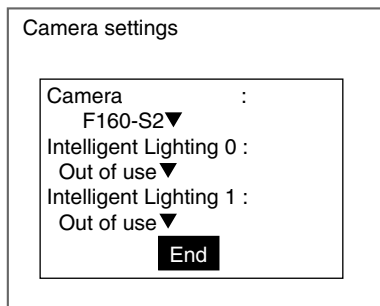 Camera settings
Camera :
F160-S2▼
Intelligent Lighting 0 :
Out of use▼
Intelligent Lighting 1 :
Out of use▼
End